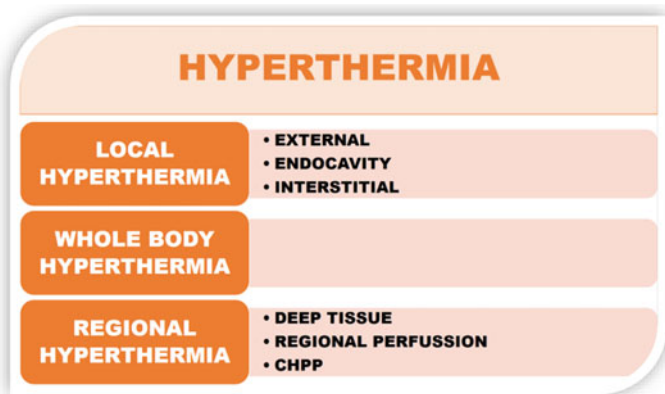 HYPERTHERMIA
LOCAL
HYPERTHERMIA
• EXTERNAL
• ENDOCAVITY
• INTERSTITIAL
WHOLE BODY
HYPERTHERMIA
REGIONAL
HYPERTHERMIA
• DEEP TISSUE
• REGIONAL PERFUSSION
• CHPP